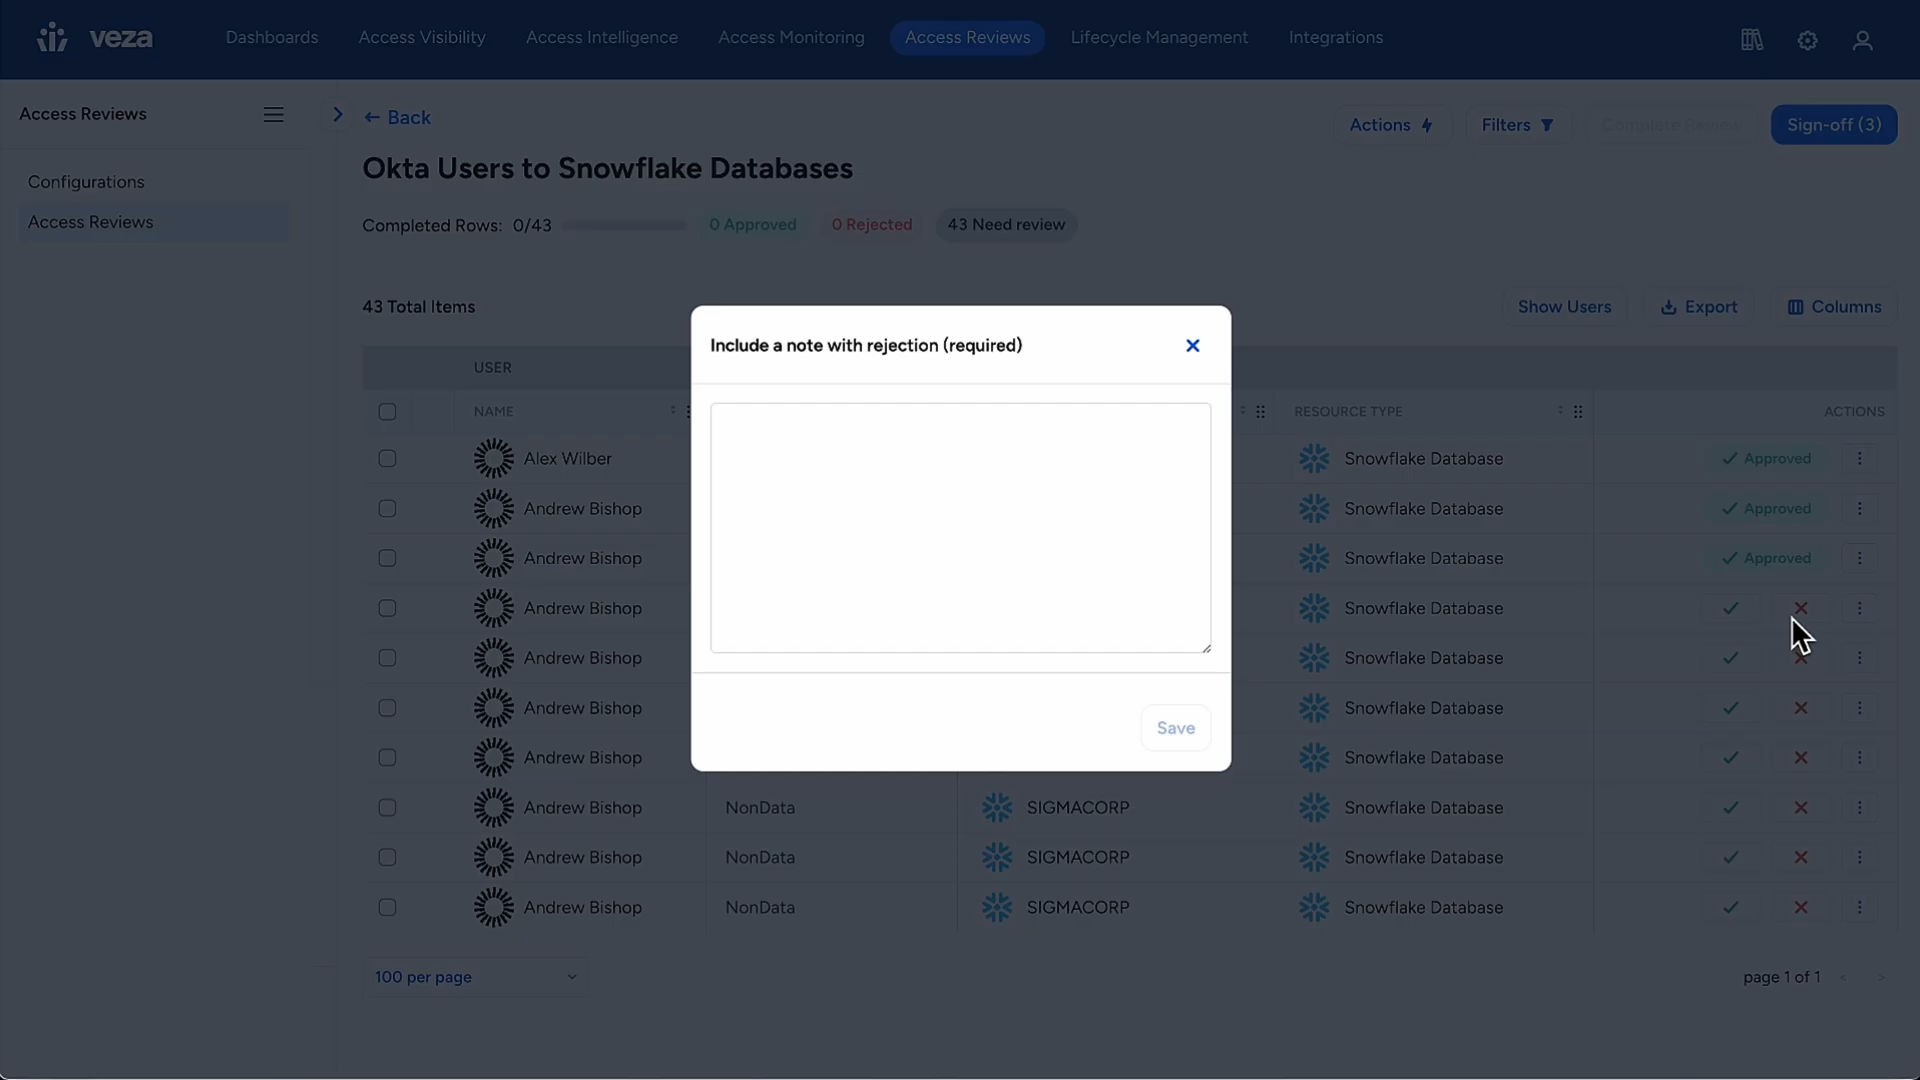 veza
Dashboards
Access Visibility
Access Intelligence
Access Monitoring
Access Reviews
Lifecycle Management
Integrations
Access Reviews
Configurations
Access Reviews
← Back
Actions
Filters
Complete Review
Sign-off (3)
Okta Users to Snowflake Databases
Completed Rows: 0/43
0 Approved
0 Rejected
43 Need review
43 Total Items
Show Users
Export
Columns
Include a note with rejection (required)
Save
USER
NAME
RESOURCE TYPE
ACTIONS
Alex Wilber Snowflake Database Approved
Andrew Bishop Snowflake Database Approved
Andrew Bishop Snowflake Database Approved
Andrew Bishop Snowflake Database
Andrew Bishop Snowflake Database
Andrew Bishop Snowflake Database
Andrew Bishop Snowflake Database
Andrew Bishop NonData SIGMACORP Snowflake Database
Andrew Bishop NonData SIGMACORP Snowflake Database
Andrew Bishop NonData SIGMACORP Snowflake Database
100 per page
page 1 of 1 < >